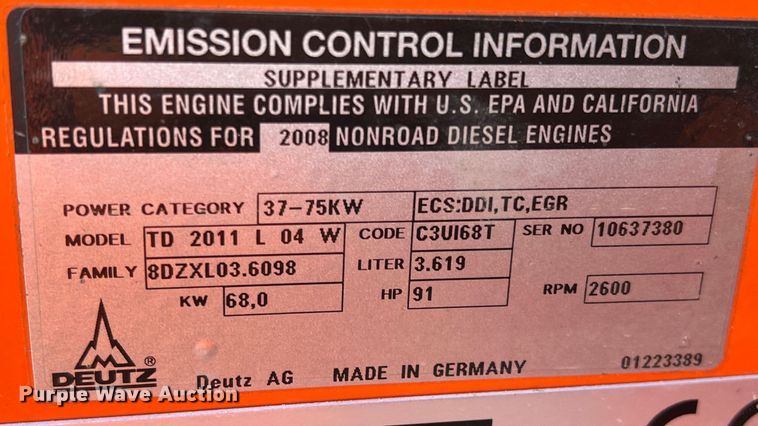 EMISSION CONTROL INFORMATION
SUPPLEMENTARY LABEL
THIS ENGINE COMPLIES WITH U.S. EPA AND CALIFORNIA
REGULATIONS FOR 2008 NONROAD DIESEL ENGINES
POWER CATEGORY 37-75KW ECS:DDI,TC,EGR
MODEL TD 2011 L 04 W CODE C3UI68T SER NO 10637380
FAMILY 8DZXL03.6098 LITER 3.619
KW 68,0 HP 91 RPM 2600
DEUTZ ® Deutz AG MADE IN GERMANY 01223389
Purple Wave Auction